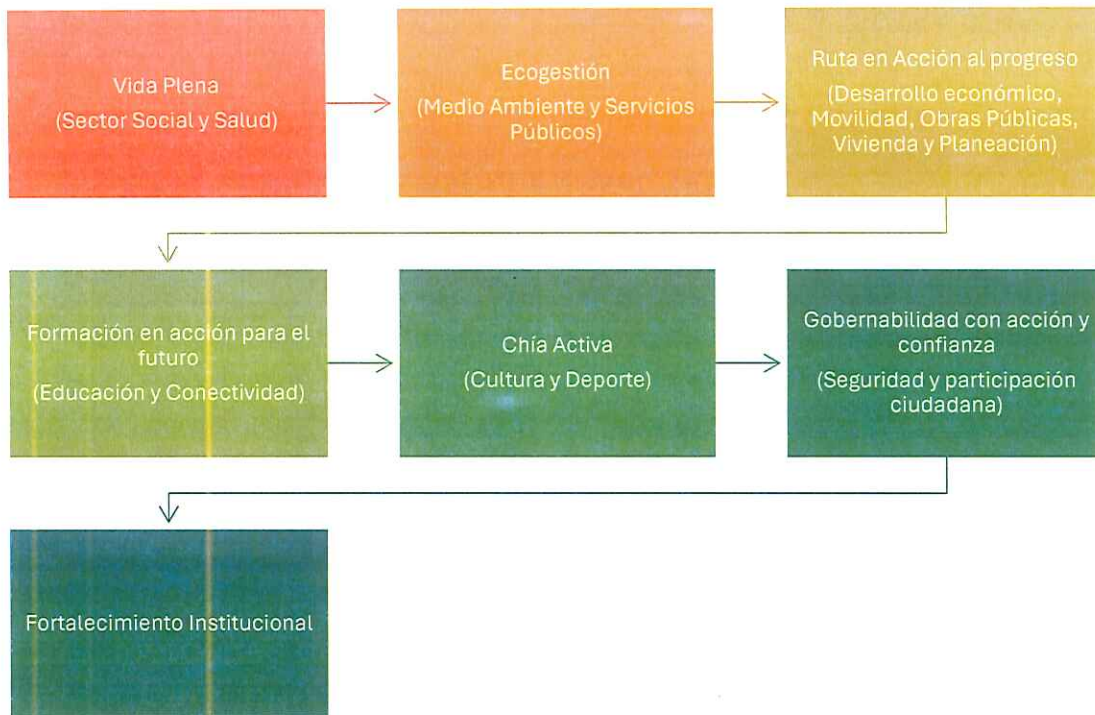 Vida Plena
(Sector Social y Salud)
Ecogestión
(Medio Ambiente y Servicios
Públicos)
Ruta en Acción al progreso
(Desarrollo económico,
Movilidad, Obras Públicas,
Vivienda y Planeación)
Formación en acción para el
futuro
(Educación y Conectividad)
Chía Activa
(Cultura y Deporte)
Gobernabilidad con acción y
confianza
(Seguridad y participación
ciudadana)
Fortalecimiento Institucional